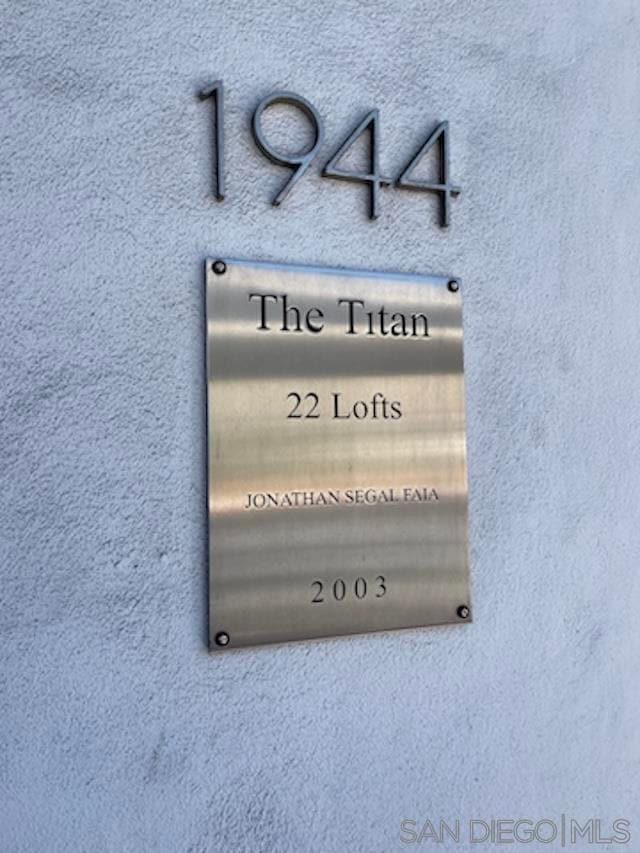 1944
The Titan
22 Lofts
JONATHAN SEGAL FAIA
2003
SAN DIEGO|MLS